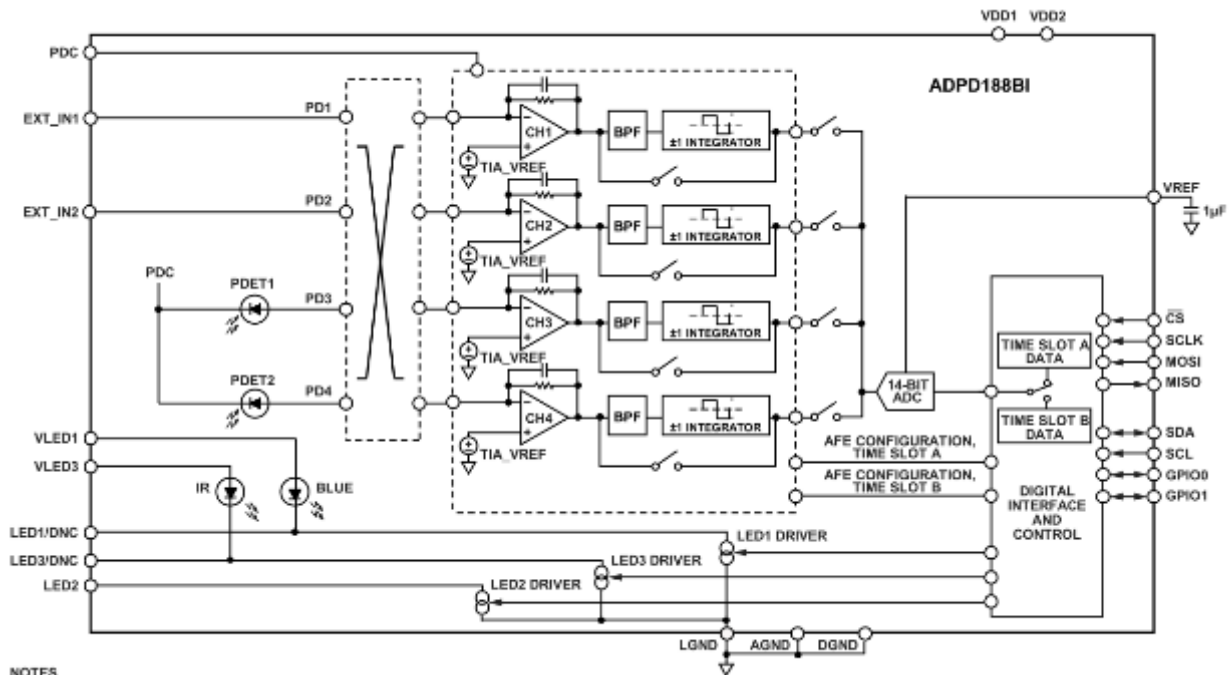 VDD1 VDD2
PDC
ADPD188BI
EXT_IN1
PD1
CH1
BPF
±1 INTEGRATOR
TIA_VREF
VREF
1µF
EXT_IN2
PD2
CH2
BPF
±1 INTEGRATOR
TIA_VREF
PDC
PDET1
PD3
CH3
BPF
±1 INTEGRATOR
TIA_VREF
PDET2
PD4
CH4
BPF
±1 INTEGRATOR
TIA_VREF
14-BIT
ADC
TIME SLOT A
DATA
TIME SLOT B
DATA
CS
SCLK
MOSI
MISO
SDA
SCL
GPIO0
GPIO1
AFE CONFIGURATION,
TIME SLOT A
AFE CONFIGURATION,
TIME SLOT B
DIGITAL
INTERFACE
AND
CONTROL
VLED1
VLED3
IR
BLUE
LED1/DNC
LED3/DNC
LED2
LED1 DRIVER
LED3 DRIVER
LED2 DRIVER
LGND
AGND
DGND
NOTES